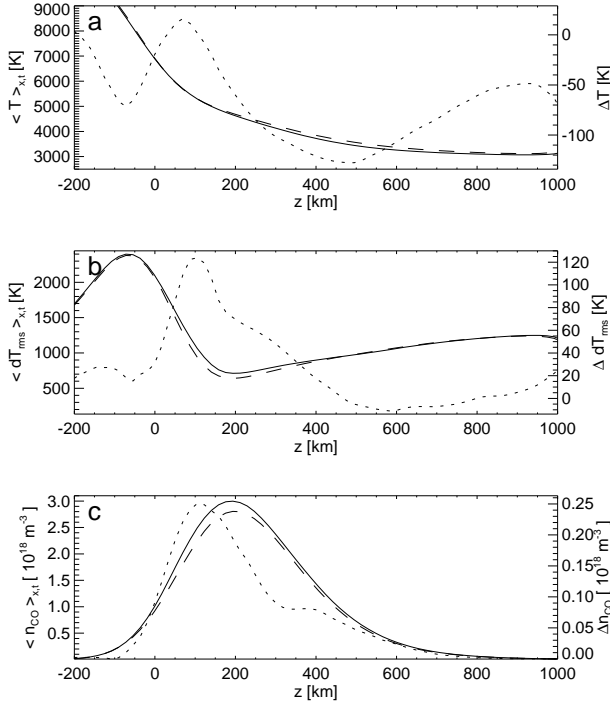 a
9000
8000
7000
6000
5000
4000
3000
< T >x,t [K]
0
-50
-100
ΔT [K]
-200 0 200 400 600 800 1000
z [km]
b
2000
1500
1000
500
< dTrms >x,t [K]
120
100
80
60
40
20
0
Δ dTrms [K]
-200 0 200 400 600 800 1000
z [km]
c
3.0
2.5
2.0
1.5
1.0
0.5
< nCO >x,t [ 10^18 m^-3 ]
0.25
0.20
0.15
0.10
0.05
0.00
ΔnCO [ 10^18 m^-3 ]
-200 0 200 400 600 800 1000
z [km]